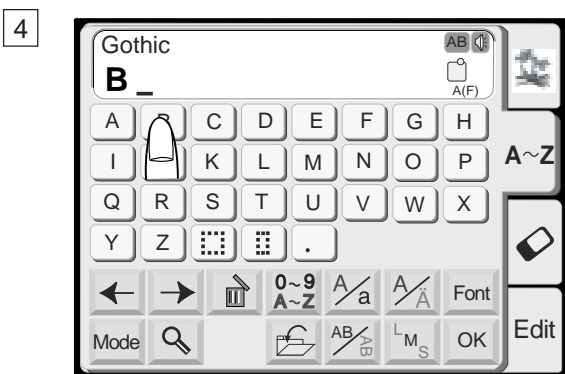 4
Gothic
AB
B _
A(F)
A C D E F G H
I K L M N O P
A~Z
Q R S T U V W X
Y Z .
0~9
A~Z
A/a
A/Ä
Font
Mode
AB/AB
L M S
OK
Edit